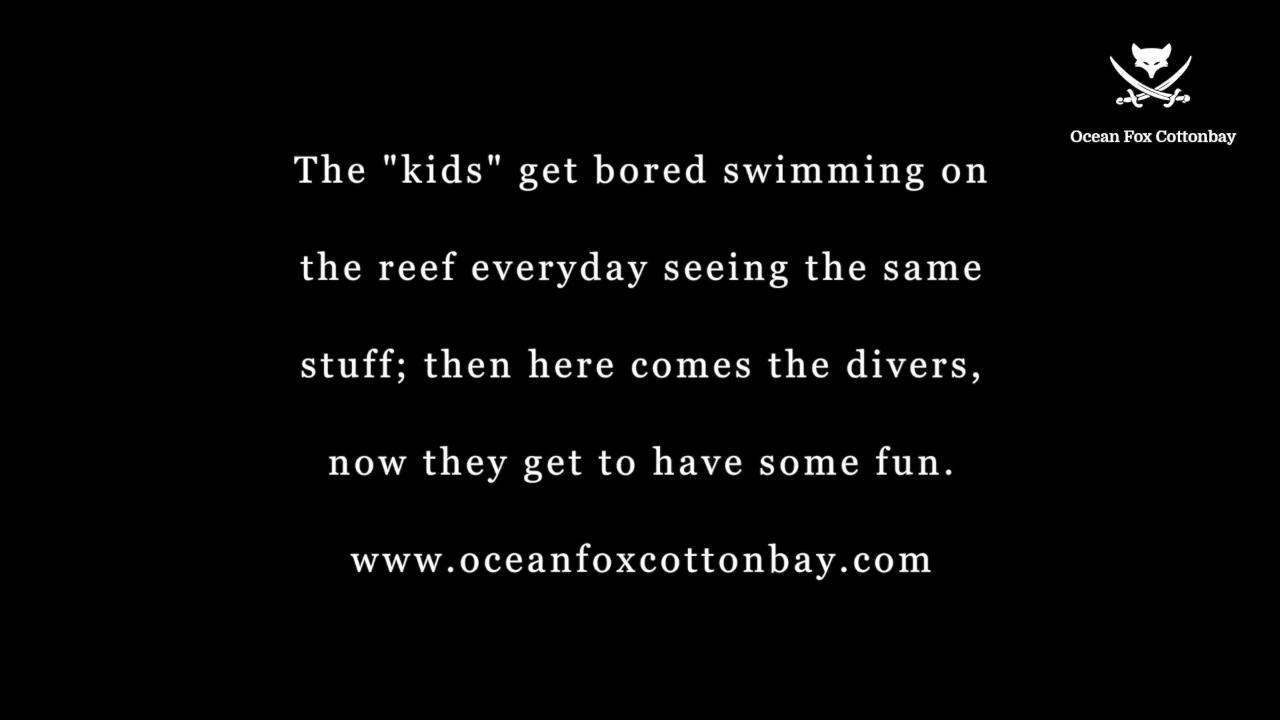 Ocean Fox Cottonbay
The "kids" get bored swimming on
the reef everyday seeing the same
stuff; then here comes the divers,
now they get to have some fun.
www.oceanfoxcottonbay.com